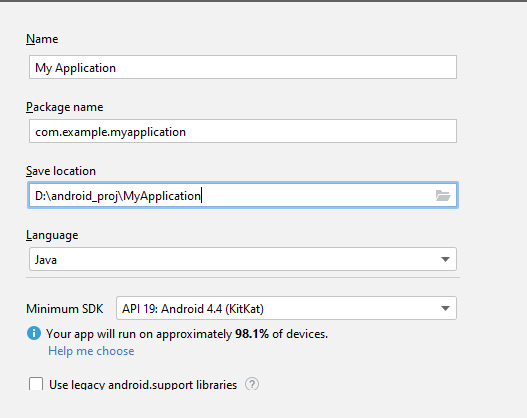 Name
My Application
Package name
com.example.myapplication
Save location
D:\android_proj\MyApplication
Language
Java
Minimum SDK API 19: Android 4.4 (KitKat)
Your app will run on approximately 98.1% of devices.
Help me choose
Use legacy android.support libraries ?